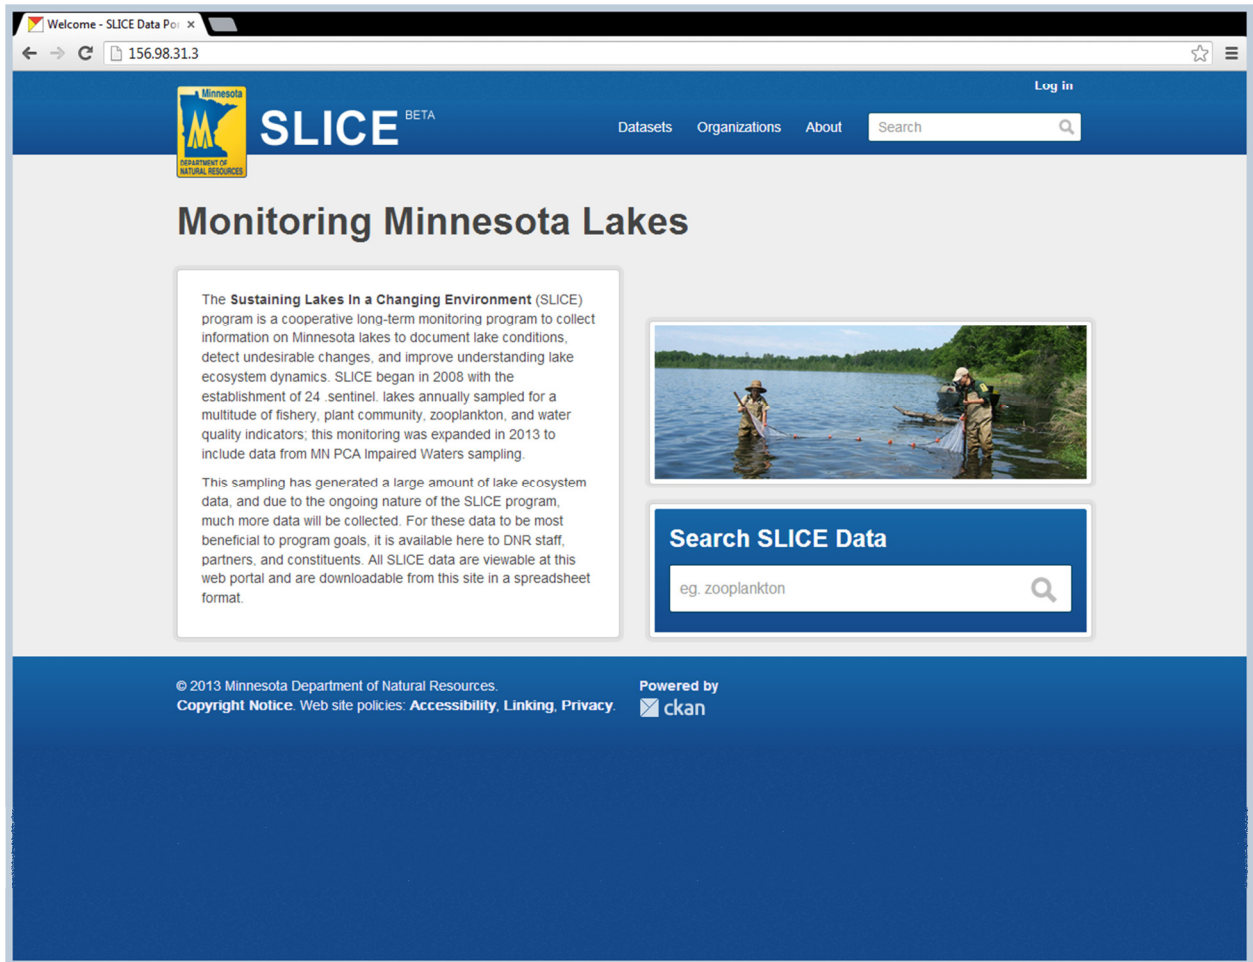 Welcome - SLICE Data Por
156.98.31.3
Log in
Minnesota
DEPARTMENT OF
NATURAL RESOURCES
SLICE BETA
Datasets Organizations About Search
Monitoring Minnesota Lakes
The Sustaining Lakes In a Changing Environment (SLICE)
program is a cooperative long-term monitoring program to collect
information on Minnesota lakes to document lake conditions,
detect undesirable changes, and improve understanding lake
ecosystem dynamics. SLICE began in 2008 with the
establishment of 24 .sentinel. lakes annually sampled for a
multitude of fishery, plant community, zooplankton, and water
quality indicators; this monitoring was expanded in 2013 to
include data from MN PCA Impaired Waters sampling.
This sampling has generated a large amount of lake ecosystem
data, and due to the ongoing nature of the SLICE program,
much more data will be collected. For these data to be most
beneficial to program goals, it is available here to DNR staff,
partners, and constituents. All SLICE data are viewable at this
web portal and are downloadable from this site in a spreadsheet
format.
Search SLICE Data
eg. zooplankton
© 2013 Minnesota Department of Natural Resources.
Copyright Notice. Web site policies: Accessibility, Linking, Privacy.
Powered by
ckan